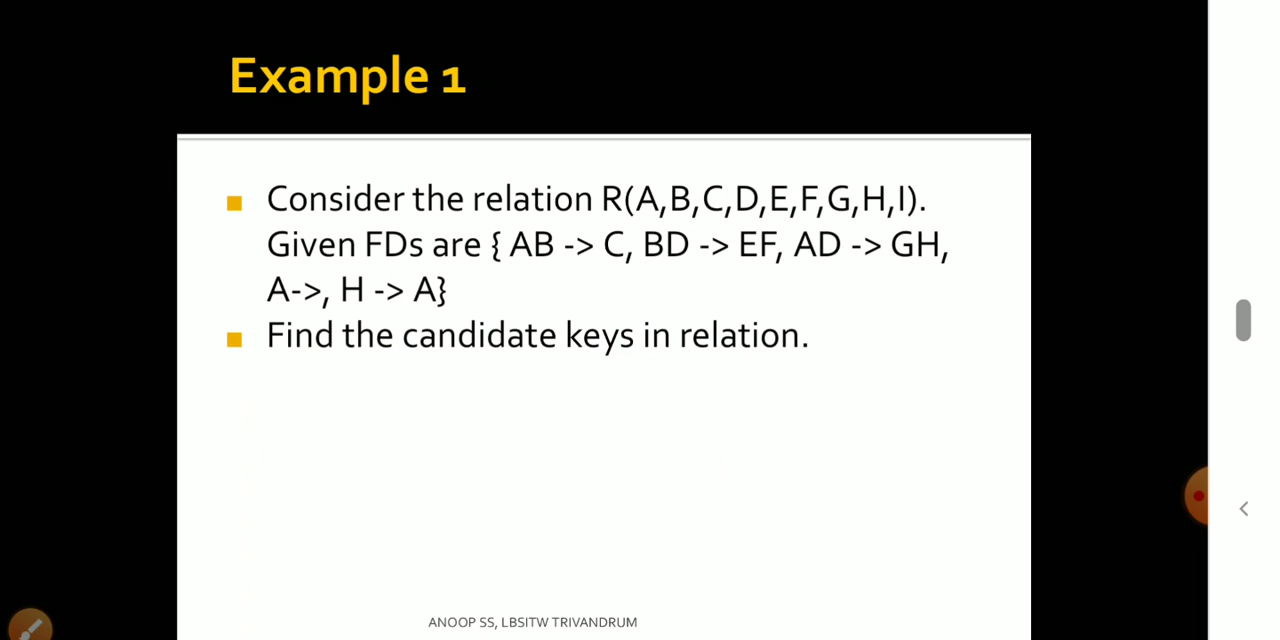 Example 1
Consider the relation R(A,B,C,D,E,F,G,H,I).
Given FDs are { AB -> C, BD -> EF, AD -> GH,
A->, H -> A}
Find the candidate keys in relation.
ANOOP SS, LBSITW TRIVANDRUM